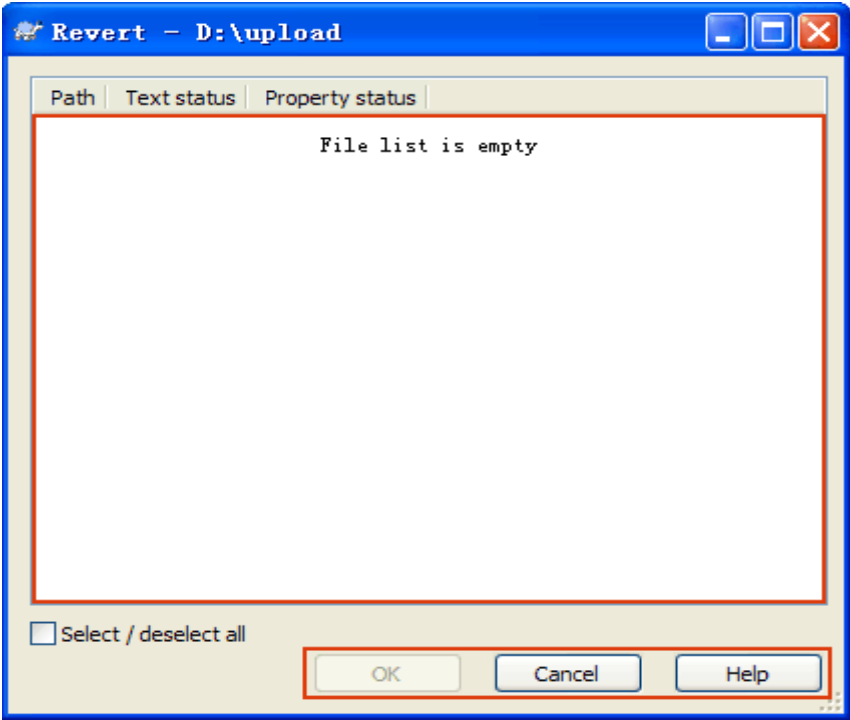 Revert - D:\upload
Path Text status Property status
File list is empty
Select / deselect all
OK Cancel Help